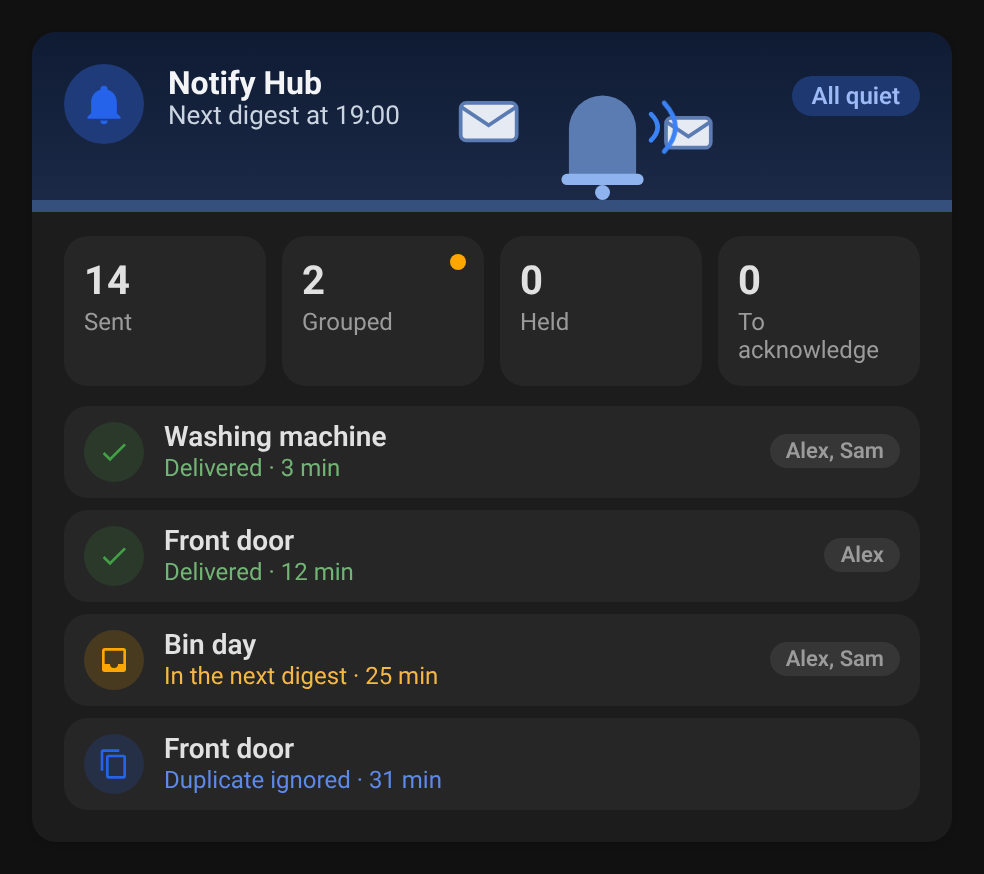 Notify Hub
Next digest at 19:00
All quiet
14
Sent
2
Grouped
0
Held
0
To
acknowledge
Washing machine
Delivered · 3 min
Alex, Sam
Front door
Delivered · 12 min
Alex
Bin day
In the next digest · 25 min
Alex, Sam
Front door
Duplicate ignored · 31 min